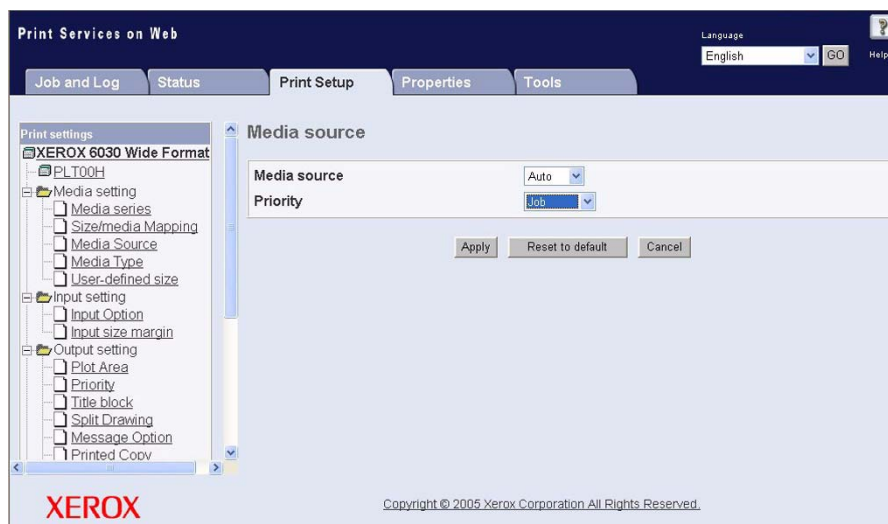 Print Services on Web
Language
English
GO
Help
Job and Log
Status
Print Setup
Properties
Tools
Print settings
XEROX 6030 Wide Format
PLT00H
Media setting
Media series
Size/media Mapping
Media Source
Media Type
User-defined size
Input setting
Input Option
Input size margin
Output setting
Plot Area
Priority
Title block
Split Drawing
Message Option
Printed Copy
Media source
Media source
Auto
Priority
Job
Apply
Reset to default
Cancel
XEROX
Copyright © 2005 Xerox Corporation All Rights Reserved.